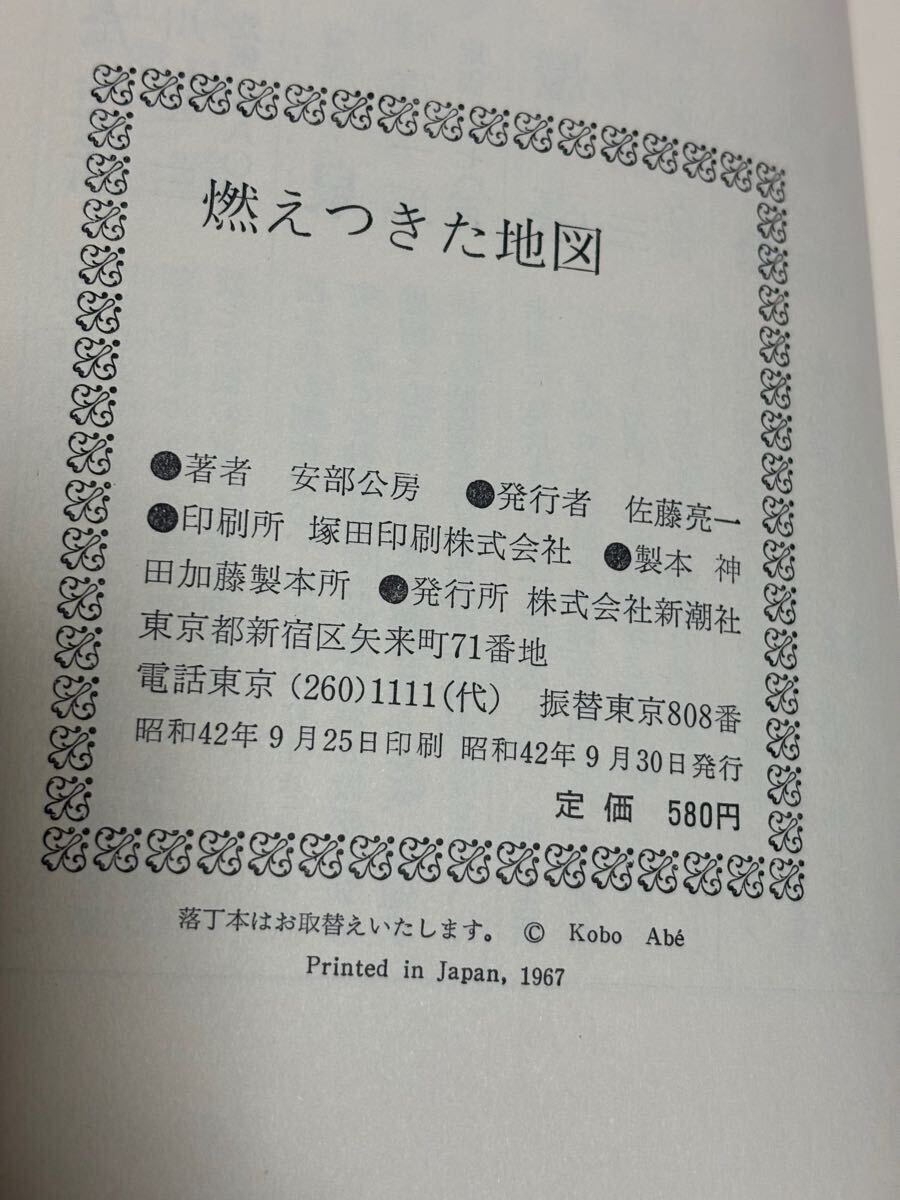 燃えつきた地図
●著者 安部公房 ●発行者 佐藤亮一
●印刷所 塚田印刷株式会社 ●製本 神
田加藤製本所 ●発行所 株式会社新潮社
東京都新宿区矢来町71番地
電話東京 (260)1111(代) 振替東京808番
昭和42年9月25日印刷 昭和42年9月30日発行
定価 580円
落丁本はお取替えいたします。 © Kobo Abé
Printed in Japan, 1967